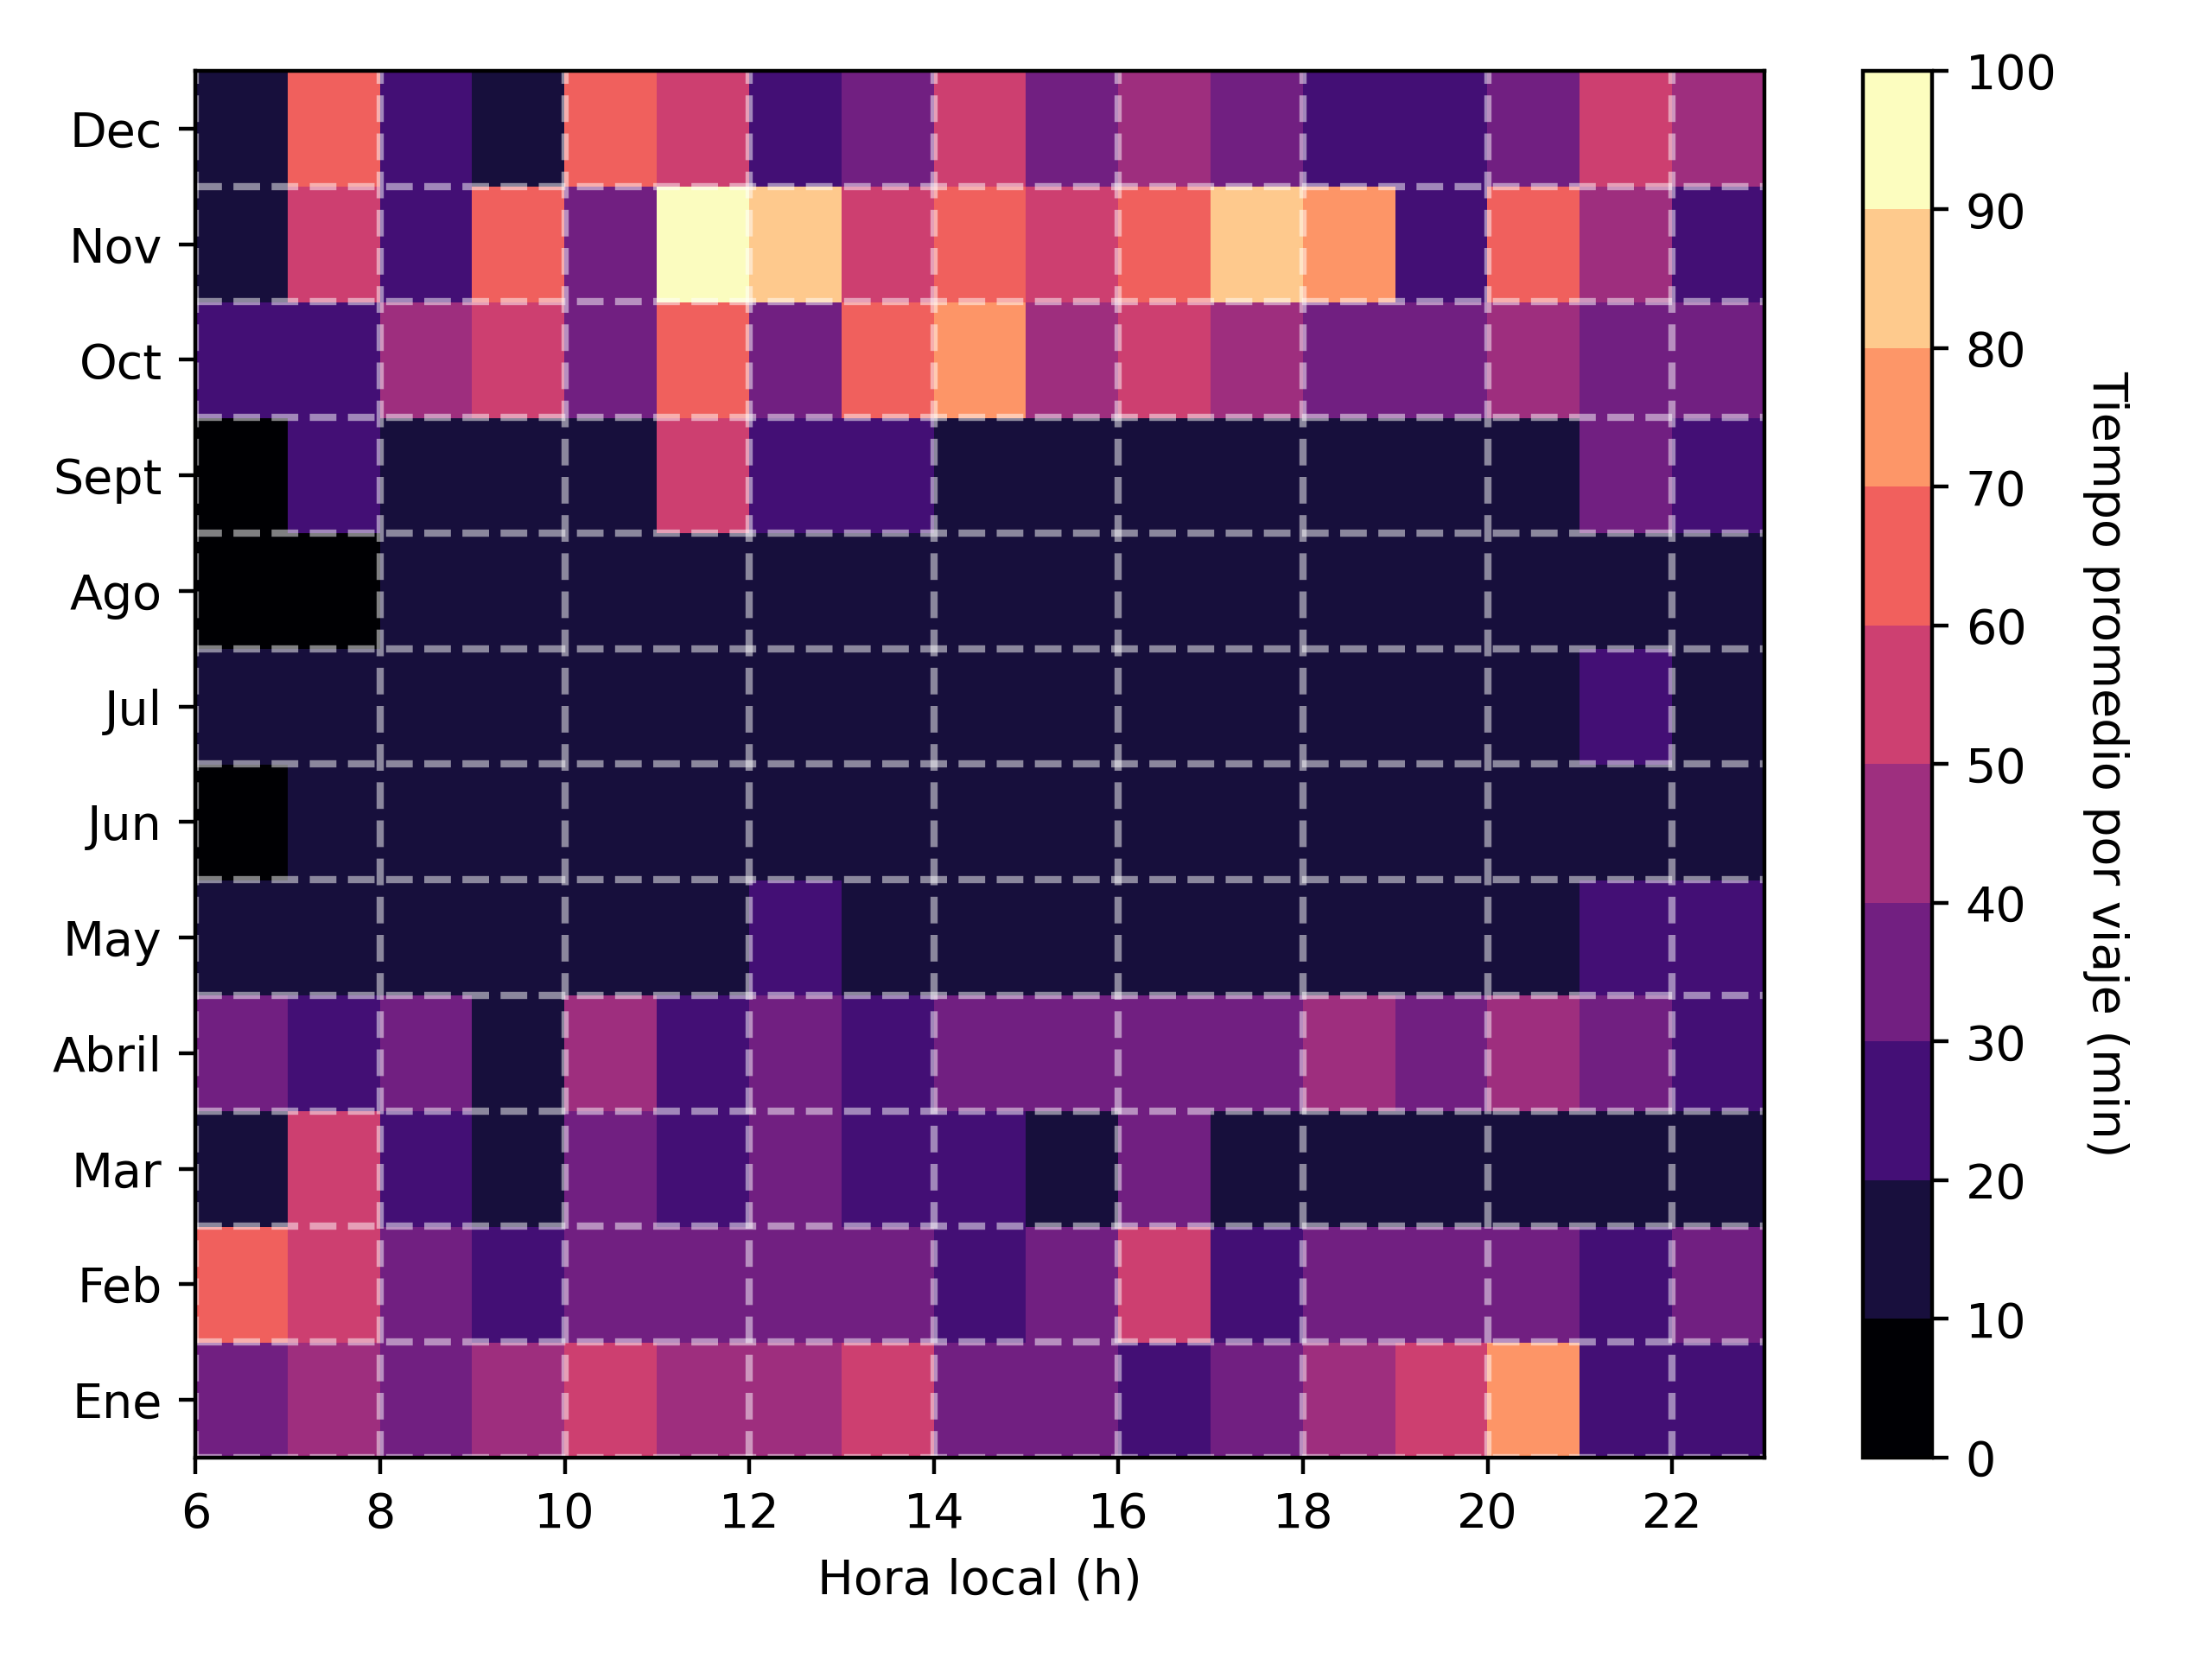 Dec
Nov
Oct
Sept
Ago
Jul
Jun
May
Abril
Mar
Feb
Ene
6 8 10 12 14 16 18 20 22
Hora local (h)
100
90
80
70
60
50
40
30
20
10
0
Tiempo promedio por viaje (min)